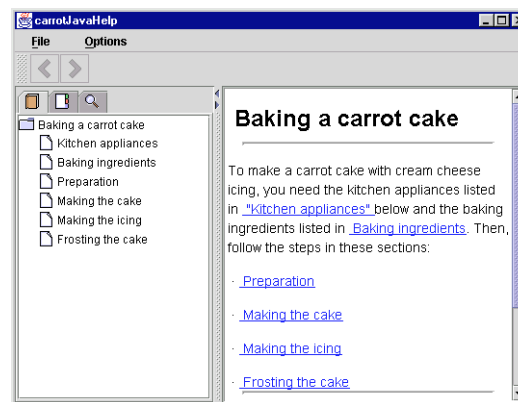 carrotJavaHelp
File Options
Baking a carrot cake
Kitchen appliances
Baking ingredients
Preparation
Making the cake
Making the icing
Frosting the cake
Baking a carrot cake
To make a carrot cake with cream cheese
icing, you need the kitchen appliances listed
in "Kitchen appliances" below and the baking
ingredients listed in Baking ingredients. Then,
follow the steps in these sections:
· Preparation
· Making the cake
· Making the icing
· Frosting the cake